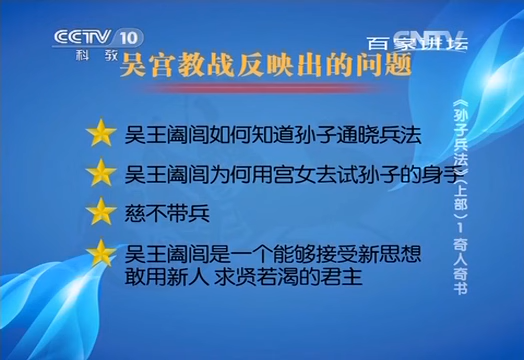 CCTV 10
科教
百家讲坛
CNTV
吴宫教战反映出的问题
吴王阖闾如何知道孙子通晓兵法
吴王阖闾为何用宫女去试孙子的身手
慈不带兵
吴王阖闾是一个能够接受新思想
敢用新人 求贤若渴的君主
《孙子兵法》（上部）1 奇人奇书